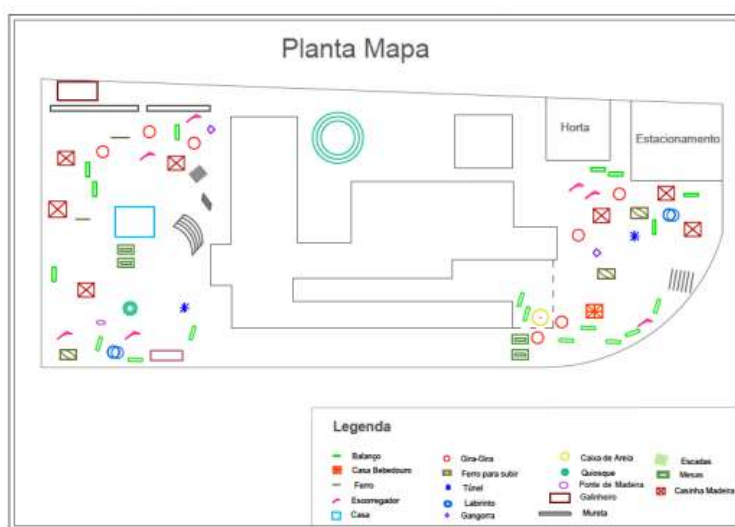 Planta Mapa
Horta
Estacionamento
Legenda
Balanço
Casa Bebedouro
Ferro
Escorregador
Casa
Gira-Gira
Ferro para subir
Túnel
Labirinto
Gangorra
Caixa de Areia
Quiosque
Ponte de Madeira
Galinheiro
Mureta
Escadas
Mesas
Casinha Madeira